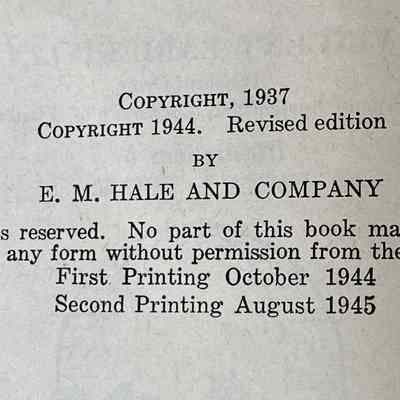 COPYRIGHT, 1937
COPYRIGHT 1944. Revised edition
BY
E. M. HALE AND COMPANY
s reserved. No part of this book ma
any form without permission from the
First Printing October 1944
Second Printing August 1945